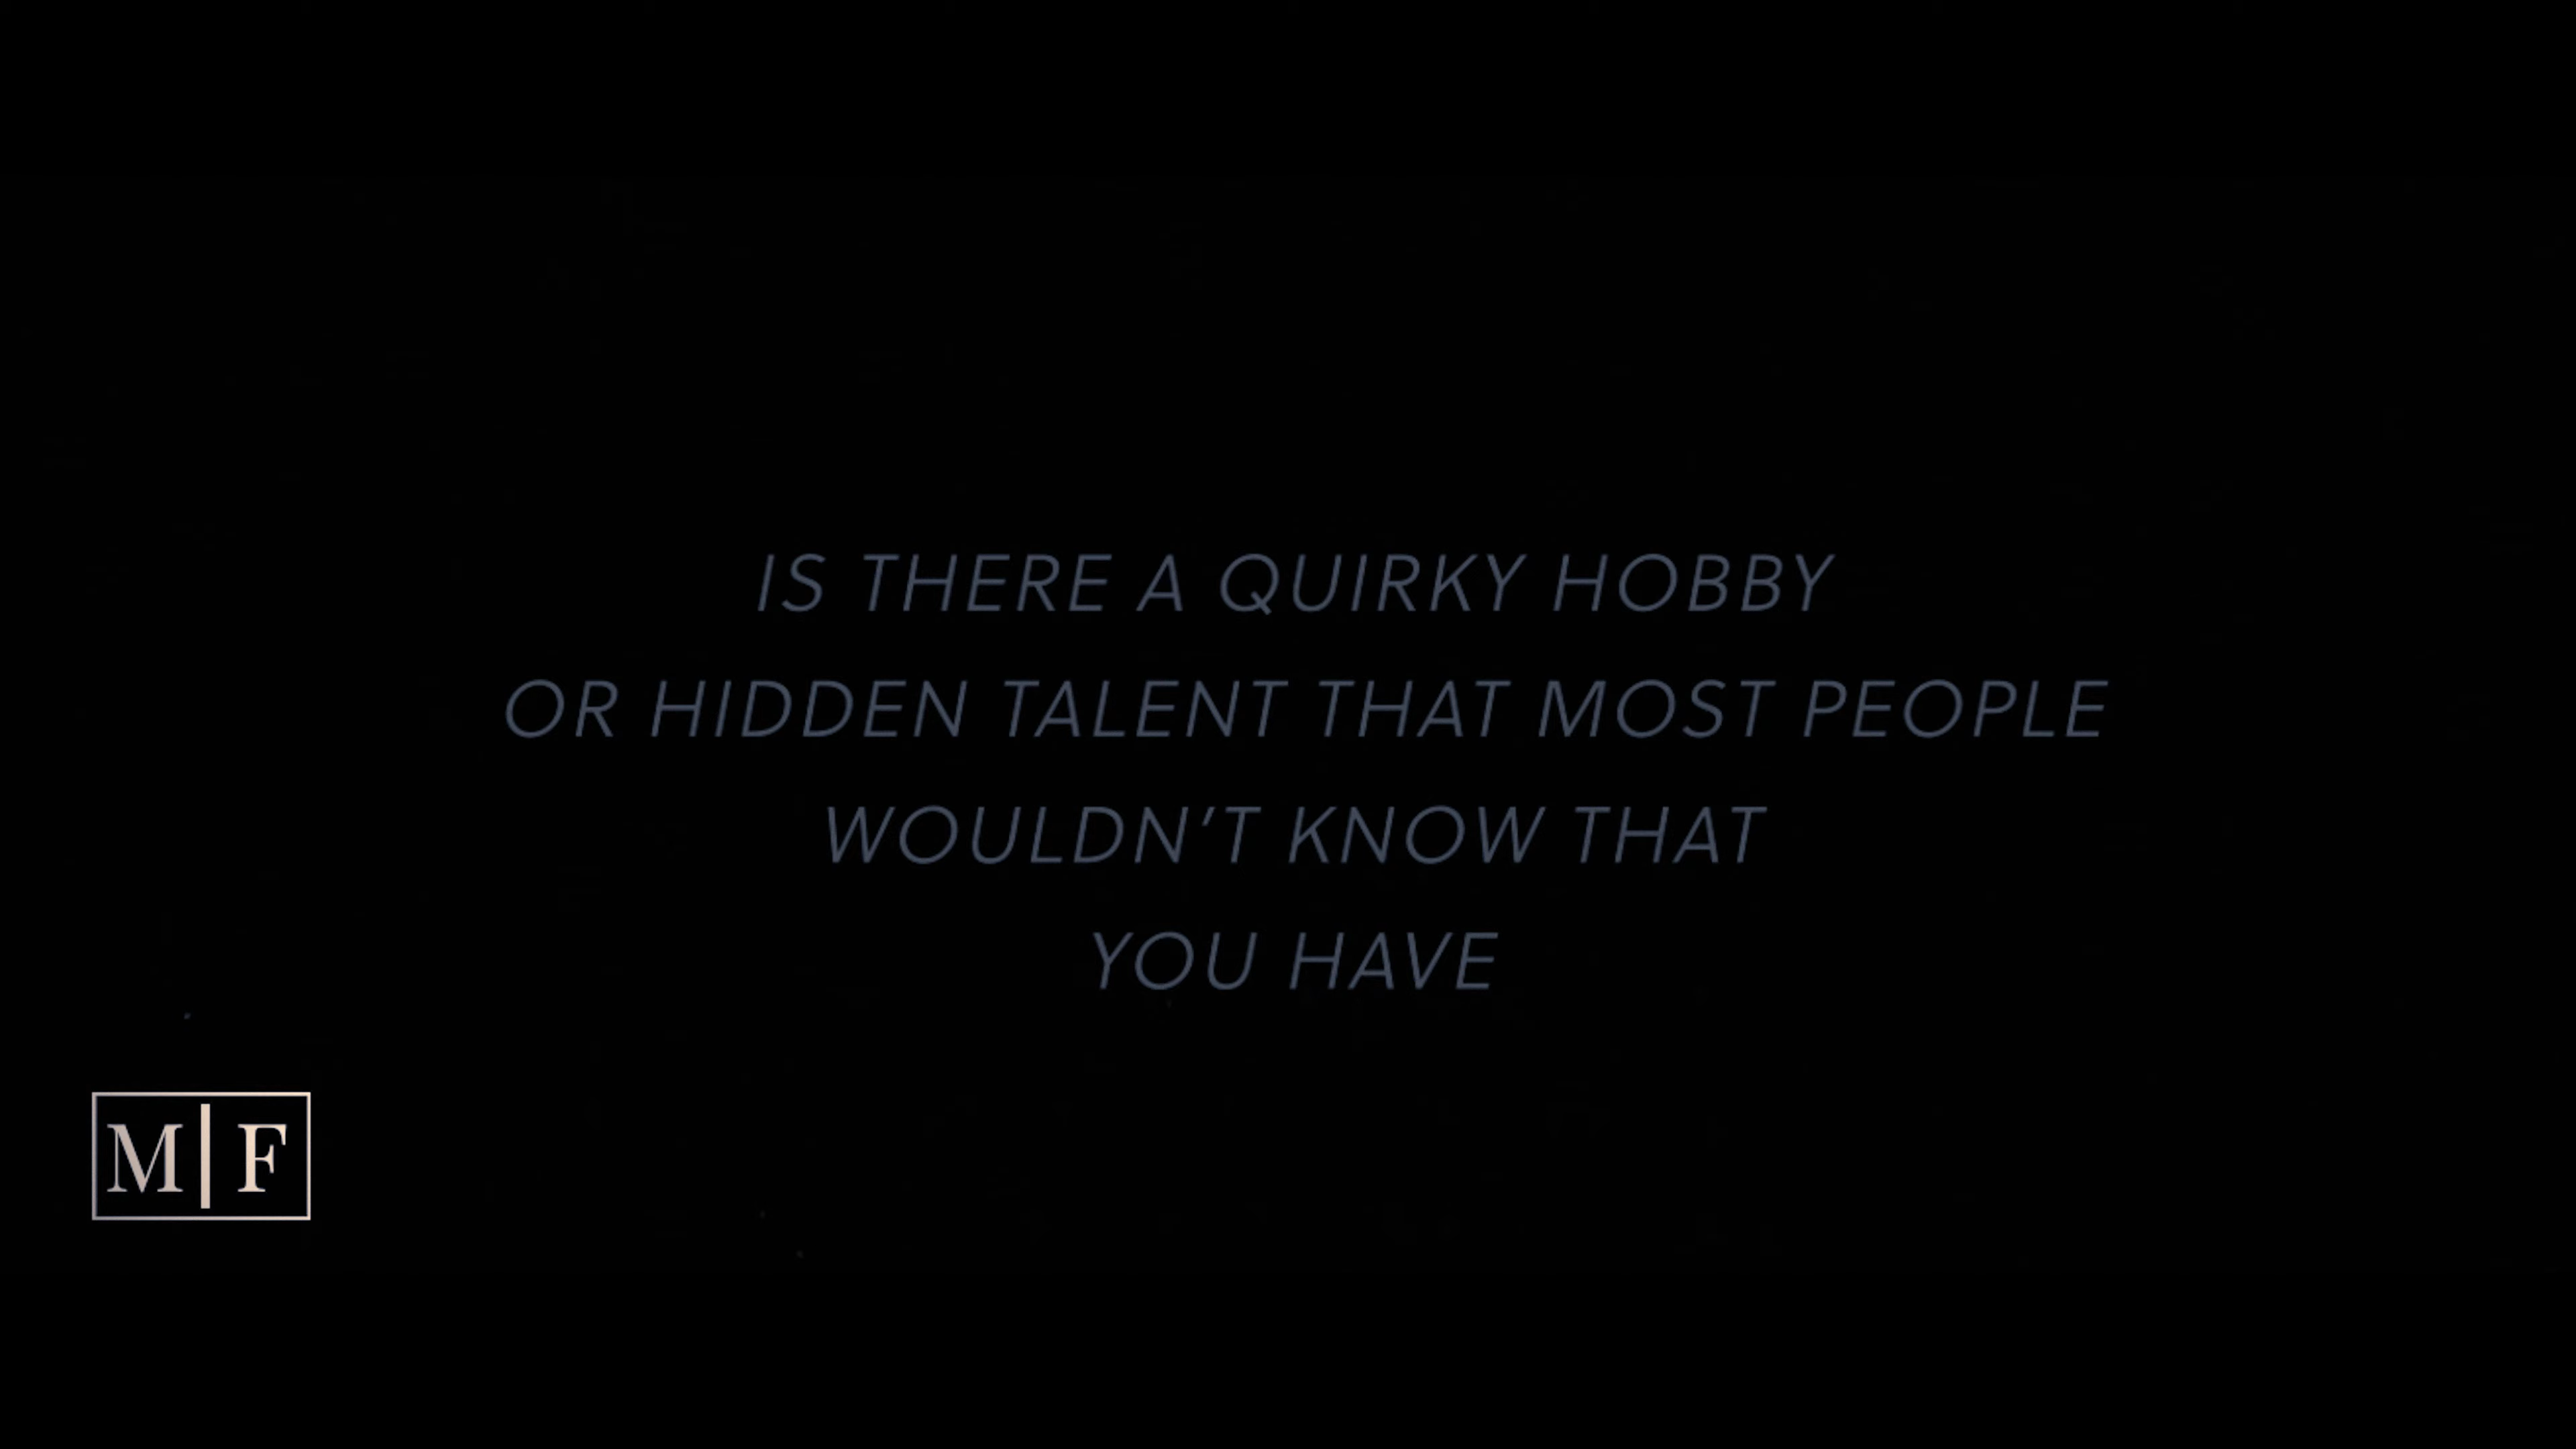 IS THERE A QUIRKY HOBBY
OR HIDDEN TALENT THAT MOST PEOPLE
WOULDN'T KNOW THAT
YOU HAVE
M|F